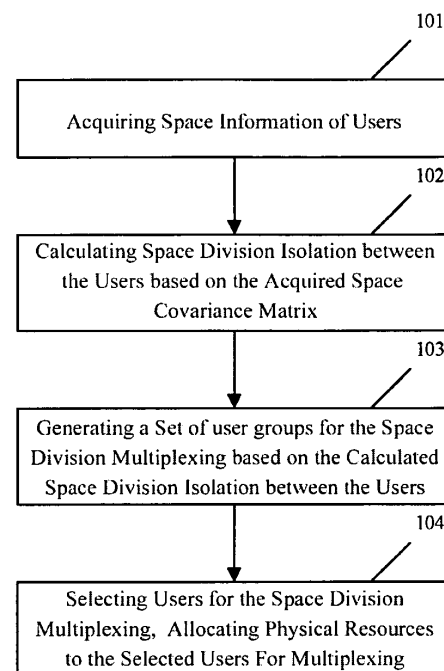 101
Acquiring Space Information of Users
102
Calculating Space Division Isolation between
the Users based on the Acquired Space
Covariance Matrix
103
Generating a Set of user groups for the Space
Division Multiplexing based on the Calculated
Space Division Isolation between the Users
104
Selecting Users for the Space Division
Multiplexing, Allocating Physical Resources
to the Selected Users For Multiplexing